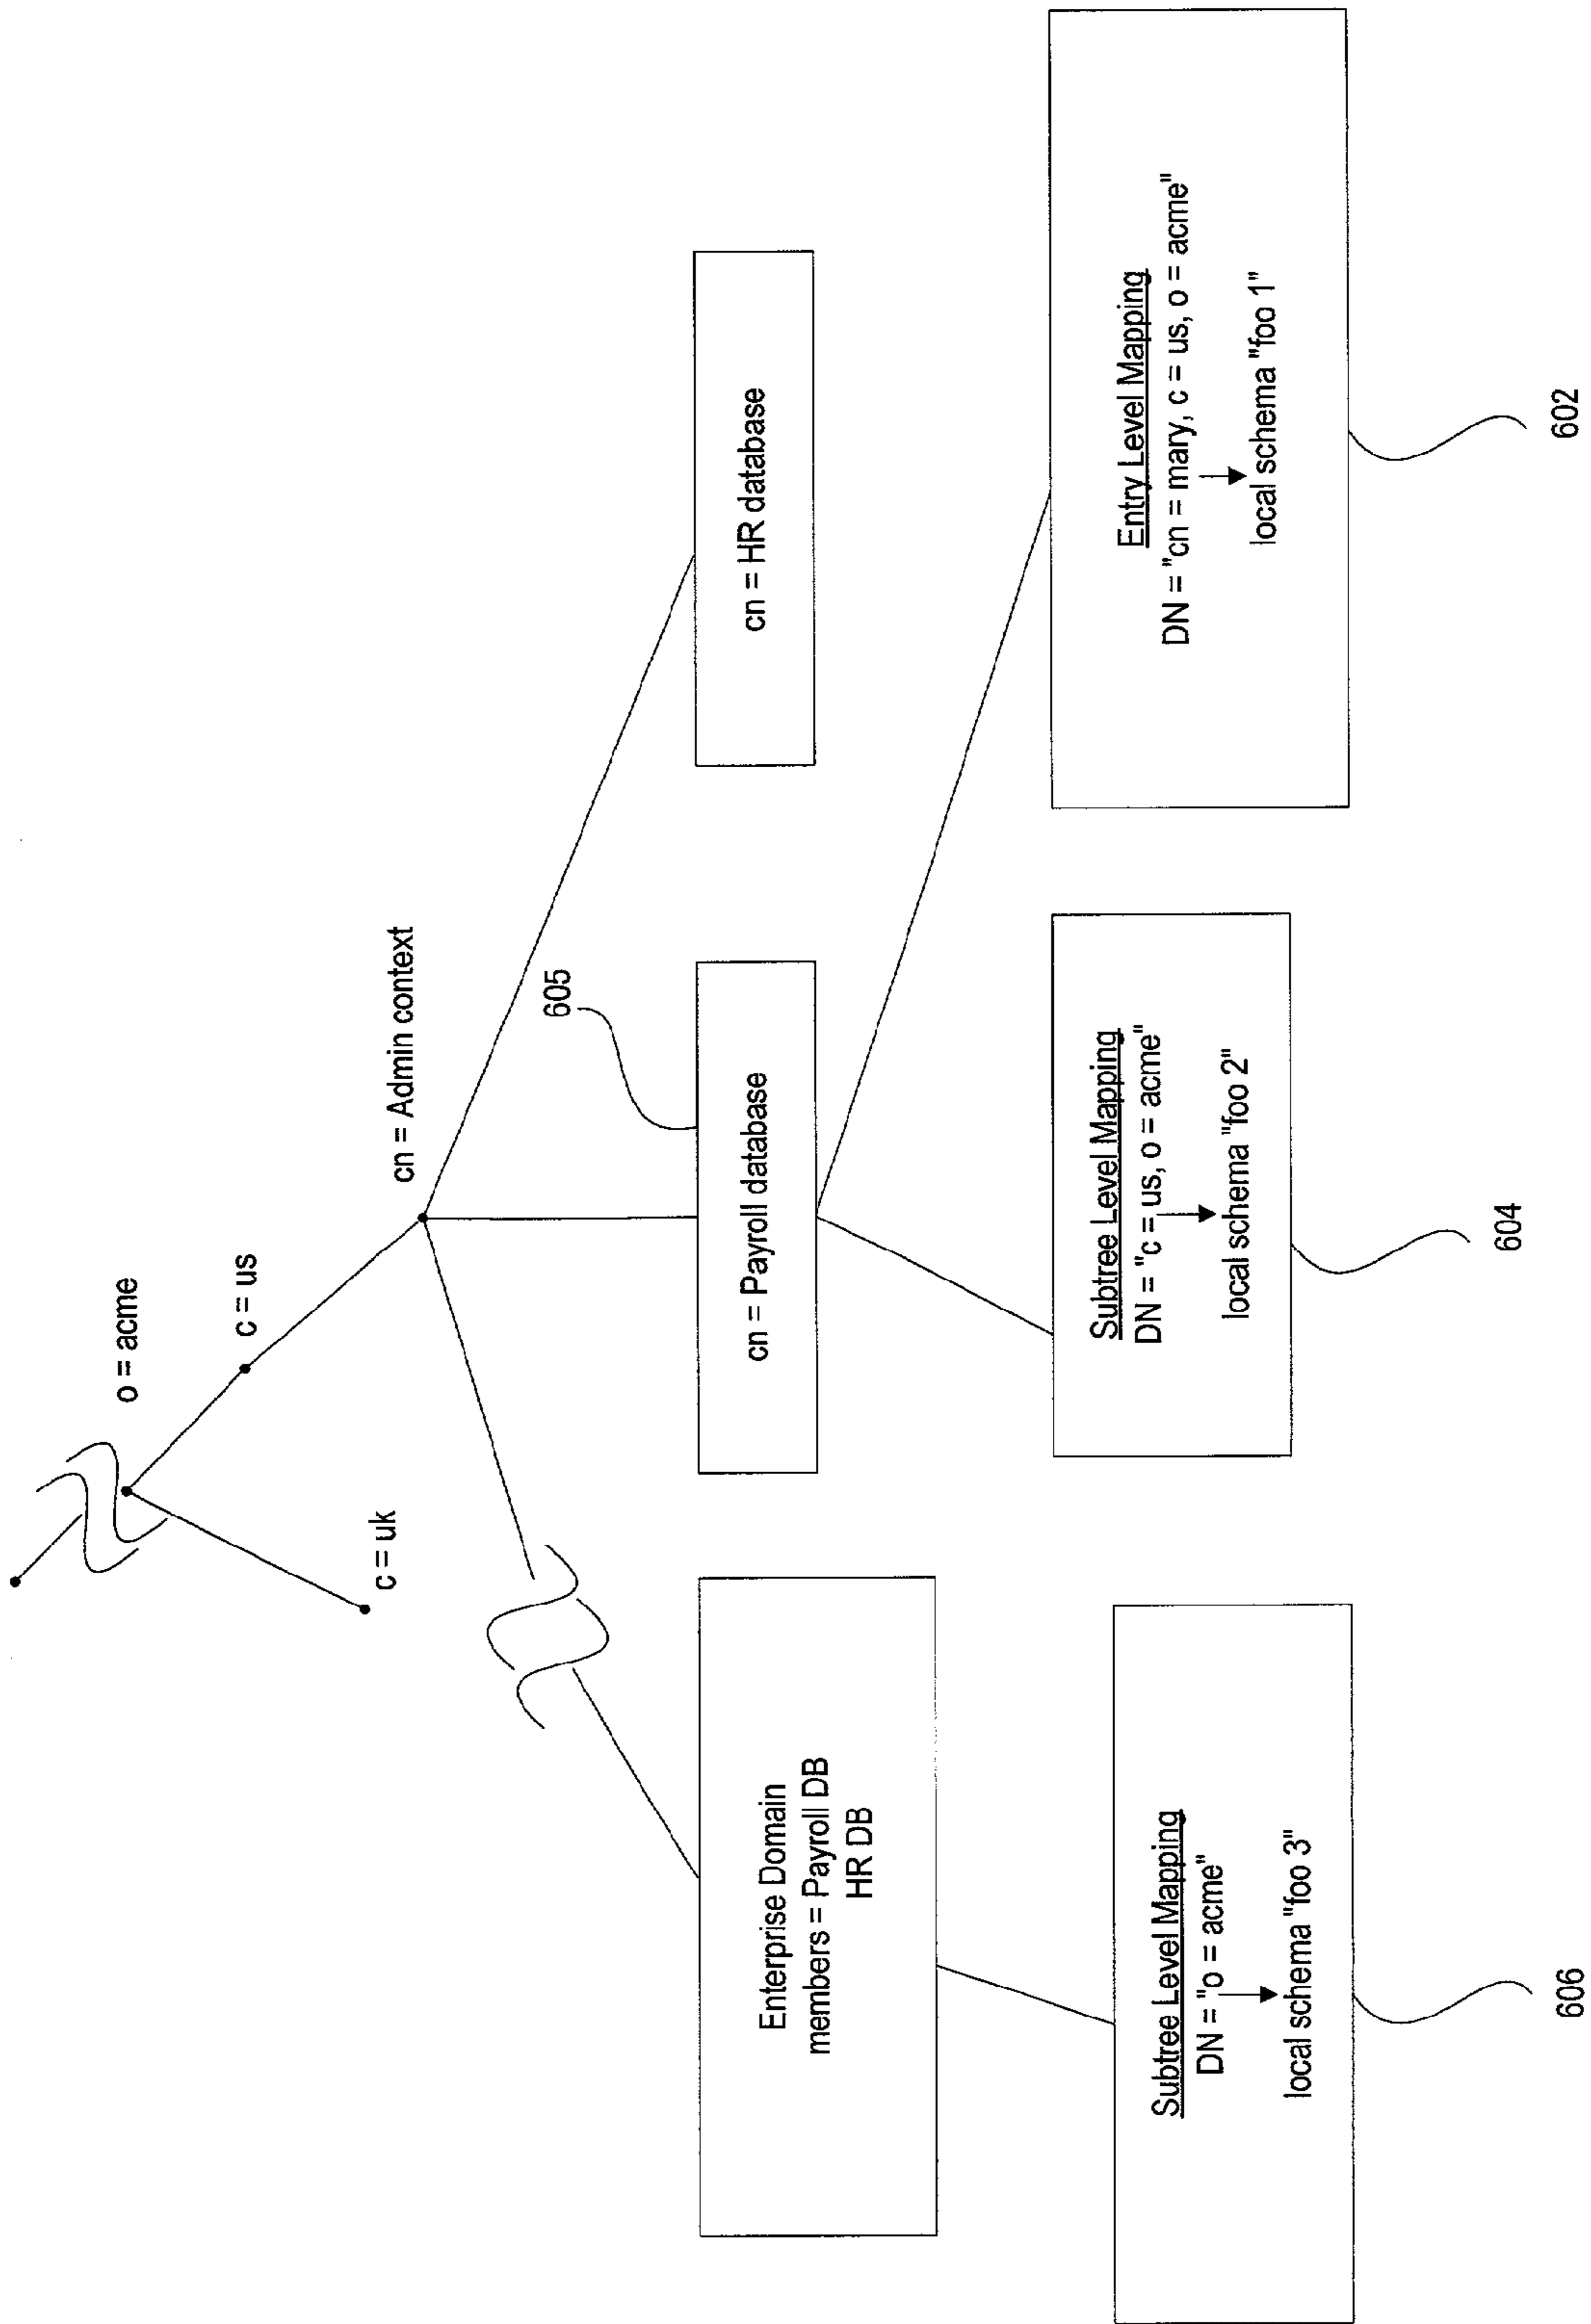 o = acme
c = us
c = uk
cn = Admin context
605
Enterprise Domain
members = Payroll DB
HR DB
cn = Payroll database
cn = HR database
Subtree Level Mapping
DN = "o = acme"
local schema "foo 3"
606
Subtree Level Mapping
DN = "c = us, o = acme"
local schema "foo 2"
604
Entry Level Mapping
DN = "cn = mary, c = us, o = acme"
local schema "foo 1"
602